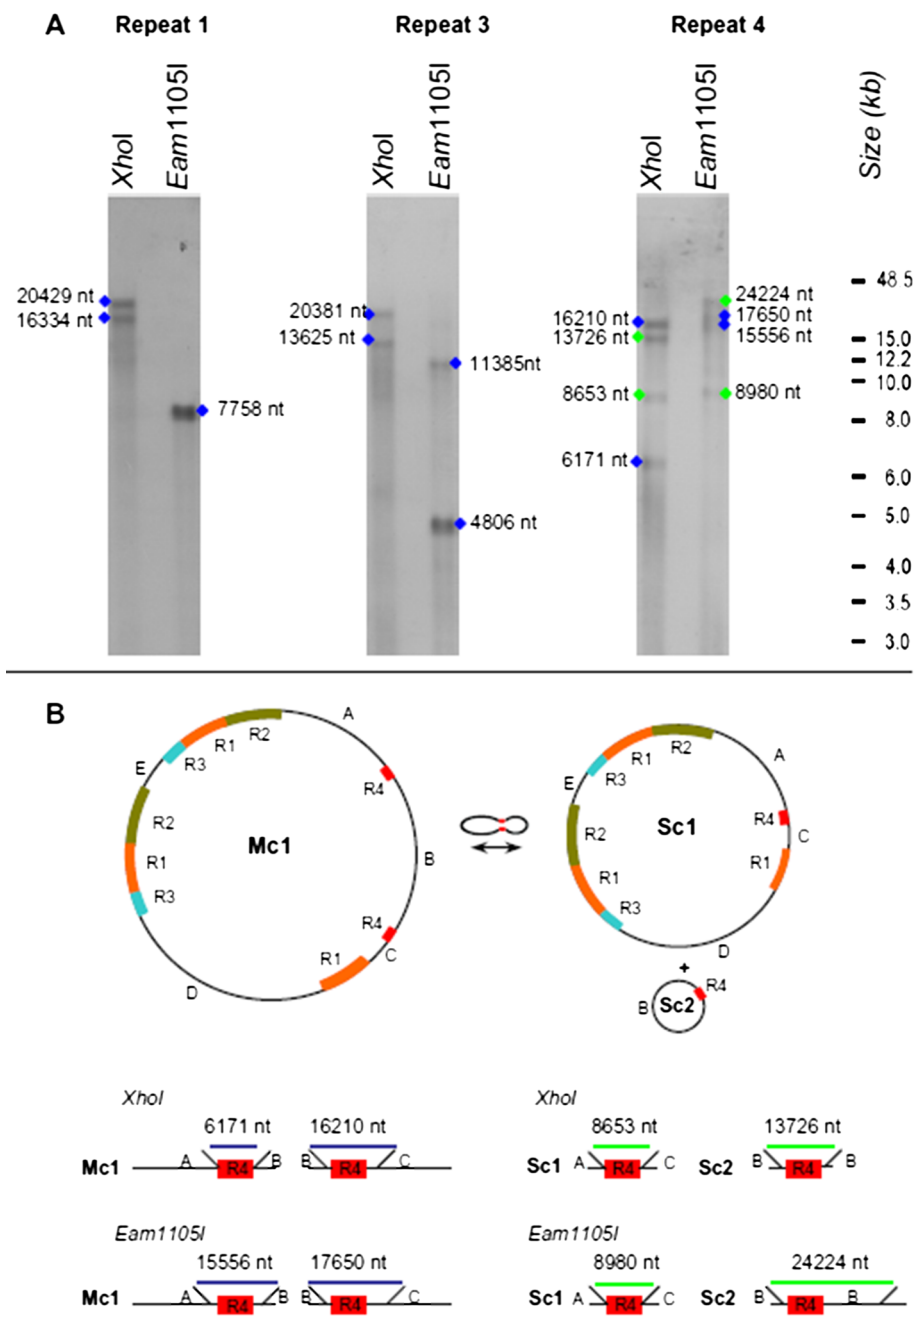 A
Repeat 1 Repeat 3 Repeat 4
XhoI Eam1105I XhoI Eam1105I XhoI Eam1105I Size (kb)
20429 nt
16334 nt
7758 nt
20381 nt
13625 nt
11385nt
4806 nt
16210 nt
13726 nt
8653 nt
6171 nt
24224 nt
17650 nt
15556 nt
8980 nt
48 5
15.0
12.2
10.0
8.0
6.0
5.0
4.0
3.5
3.0
B
A
R2
R1
R3
E
R4
R2
Mc1
B
R1
R3
R4
C
R1
D
A
R2
R1
R3
E
R4
Sc1
C
R2
R1
R1
R3
D
+
R4
B
Sc2
XhoI XhoI
6171 nt 16210 nt 8653 nt 13726 nt
Mc1 A R4 B B R4 C Sc1 A R4 C Sc2 B R4 B
Eam1105I Eam1105I
15556 nt 17650 nt 8980 nt 24224 nt
Mc1 A R4 B B R4 C Sc1 A R4 C Sc2 B R4 B